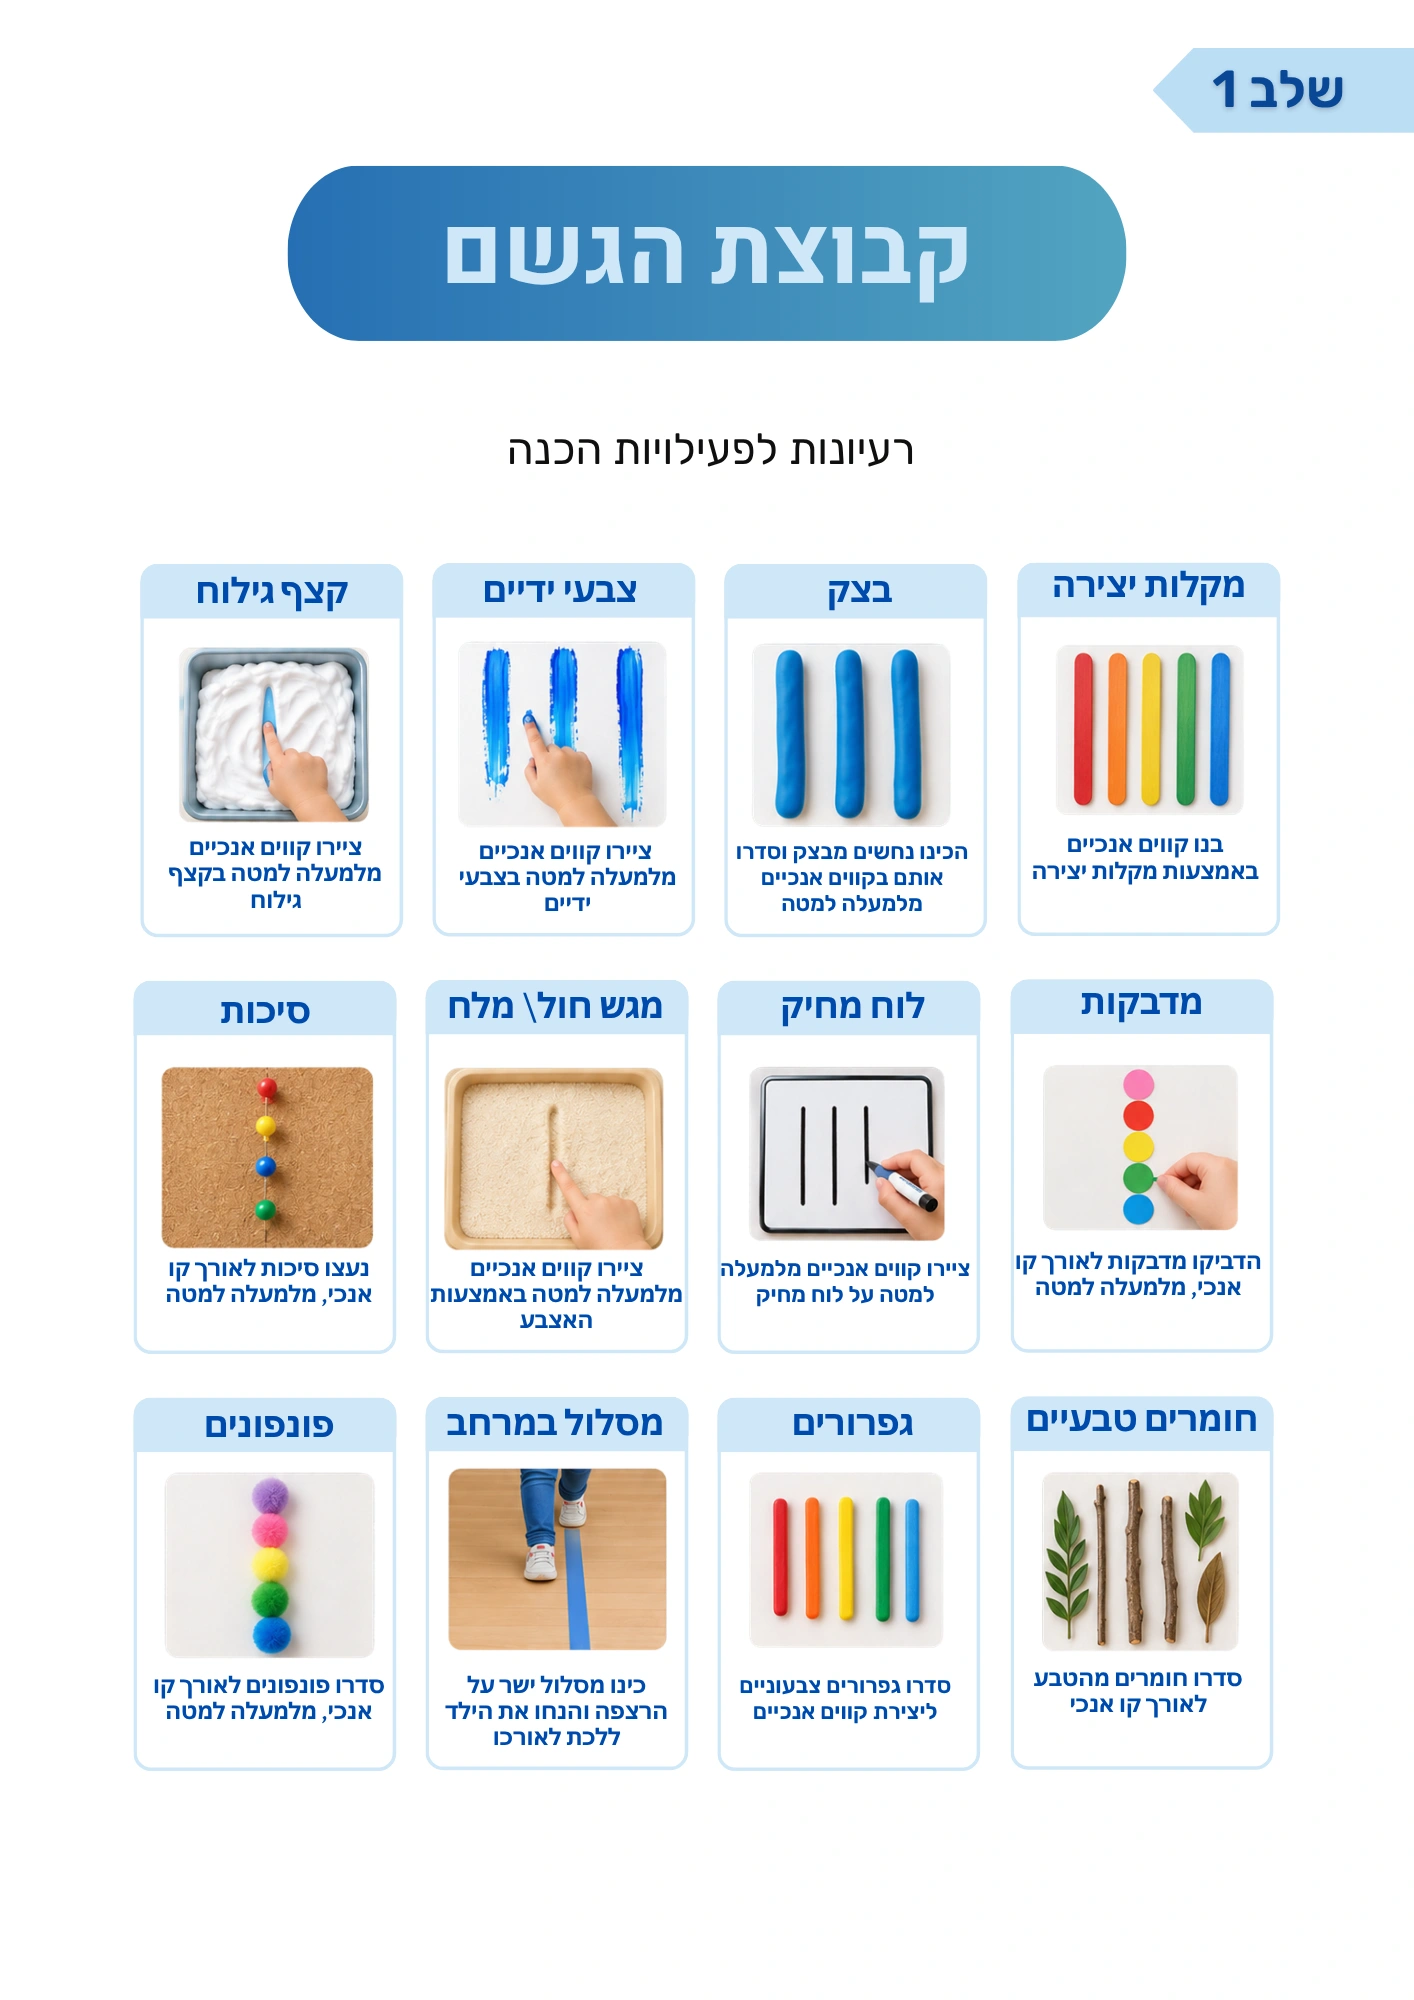 שלב 1
קבוצת הגשם
רעיונות לפעילויות הכנה
מקלות יצירה
בנו קווים אנכיים
באמצעות מקלות יצירה
בצק
הכינו נחשים מבצק וסדרו
אותם בקווים אנכיים
מלמעלה למטה
צבעי ידיים
ציירו קווים אנכיים
מלמעלה למטה בצבעי
ידיים
קצף גילוח
ציירו קווים אנכיים
מלמעלה למטה בקצף
גילוח
מדבקות
הדביקו מדבקות לאורך קו
אנכי, מלמעלה למטה
לוח מחיק
ציירו קווים אנכיים מלמעלה
למטה על לוח מחיק
מגש חול\ מלח
ציירו קווים אנכיים
מלמעלה למטה באמצעות
האצבע
סיכות
נעצו סיכות לאורך קו
אנכי, מלמעלה למטה
חומרים טבעיים
סדרו חומרים מהטבע
לאורך קו אנכי
גפרורים
סדרו גפרורים צבעוניים
ליצירת קווים אנכיים
מסלול במרחב
כינו מסלול ישר על
הרצפה והנחו את הילד
ללכת לאורכו
פונפונים
סדרו פונפונים לאורך קו
אנכי, מלמעלה למטה